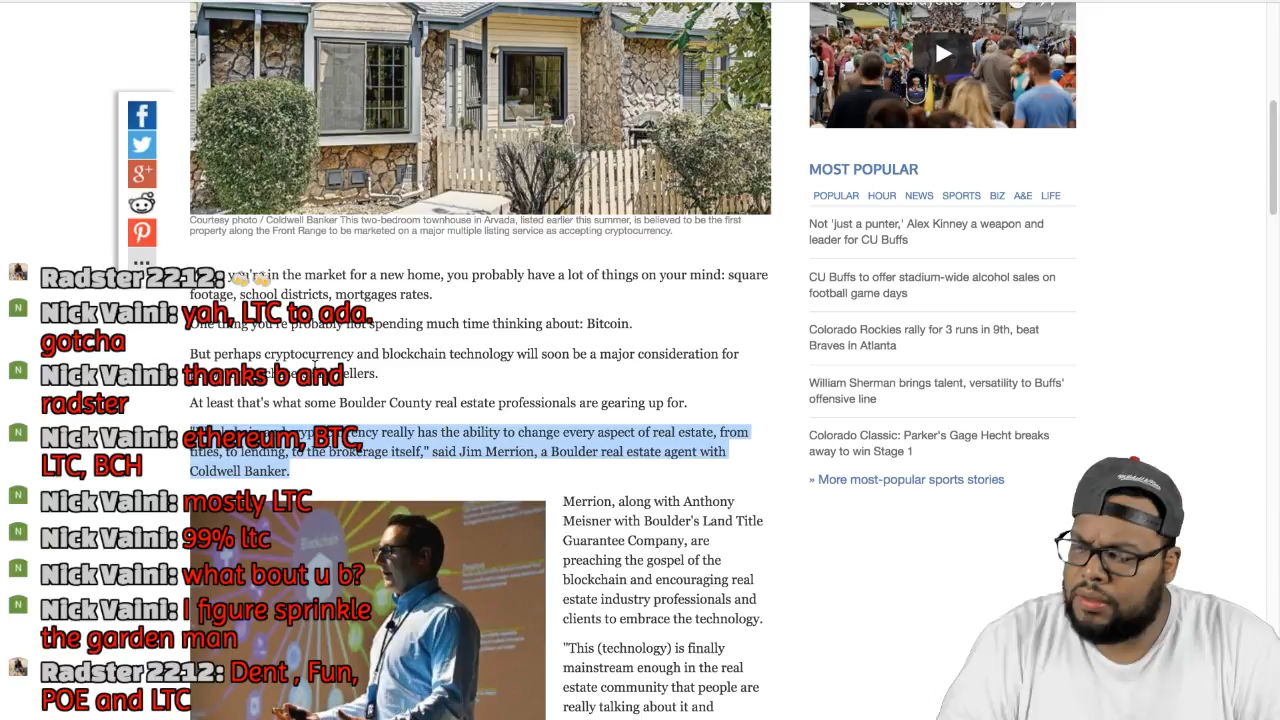 Courtesy photo / Coldwell Banker This two-bedroom townhouse in Arvada, listed earlier this summer, is believed to be the first
property along the Front Range to be marketed on a major multiple listing service as accepting cryptocurrency.
you're in the market for a new home, you probably have a lot of things on your mind: square
footage, school districts, mortgages rates.
One thing you're probably not spending much time thinking about: Bitcoin.
But perhaps cryptocurrency and blockchain technology will soon be a major consideration for
At least that's what some Boulder County real estate professionals are gearing up for.
really has the ability to change every aspect of real estate, from
titles, to lending, to the brokerage itself," said Jim Merrion, a Boulder real estate agent with
Coldwell Banker.
Merrion, along with Anthony
Meisner with Boulder's Land Title
Guarantee Company, are
preaching the gospel of the
blockchain and encouraging real
estate industry professionals and
clients to embrace the technology.
"This (technology) is finally
mainstream enough in the real
estate community that people are
really talking about it and
Radster 2212:
Nick Vaini: yah, LTC to ada.
gotcha
Nick Vaini: thanks b and
radster
Nick Vaini: ethereum, BTC,
LTC, BCH
Nick Vaini: mostly LTC
Nick Vaini: 99% ltc
Nick Vaini: what bout u b?
Nick Vaini: I figure sprinkle
the garden man
Radster 2212: Dent , Fun,
POE and LTC
MOST POPULAR
POPULAR HOUR NEWS SPORTS BIZ A&E LIFE
Not 'just a punter,' Alex Kinney a weapon and
leader for CU Buffs
CU Buffs to offer stadium-wide alcohol sales on
football game days
Colorado Rockies rally for 3 runs in 9th, beat
Braves in Atlanta
William Sherman brings talent, versatility to Buffs'
offensive line
Colorado Classic: Parker's Gage Hecht breaks
away to win Stage 1
» More most-popular sports stories